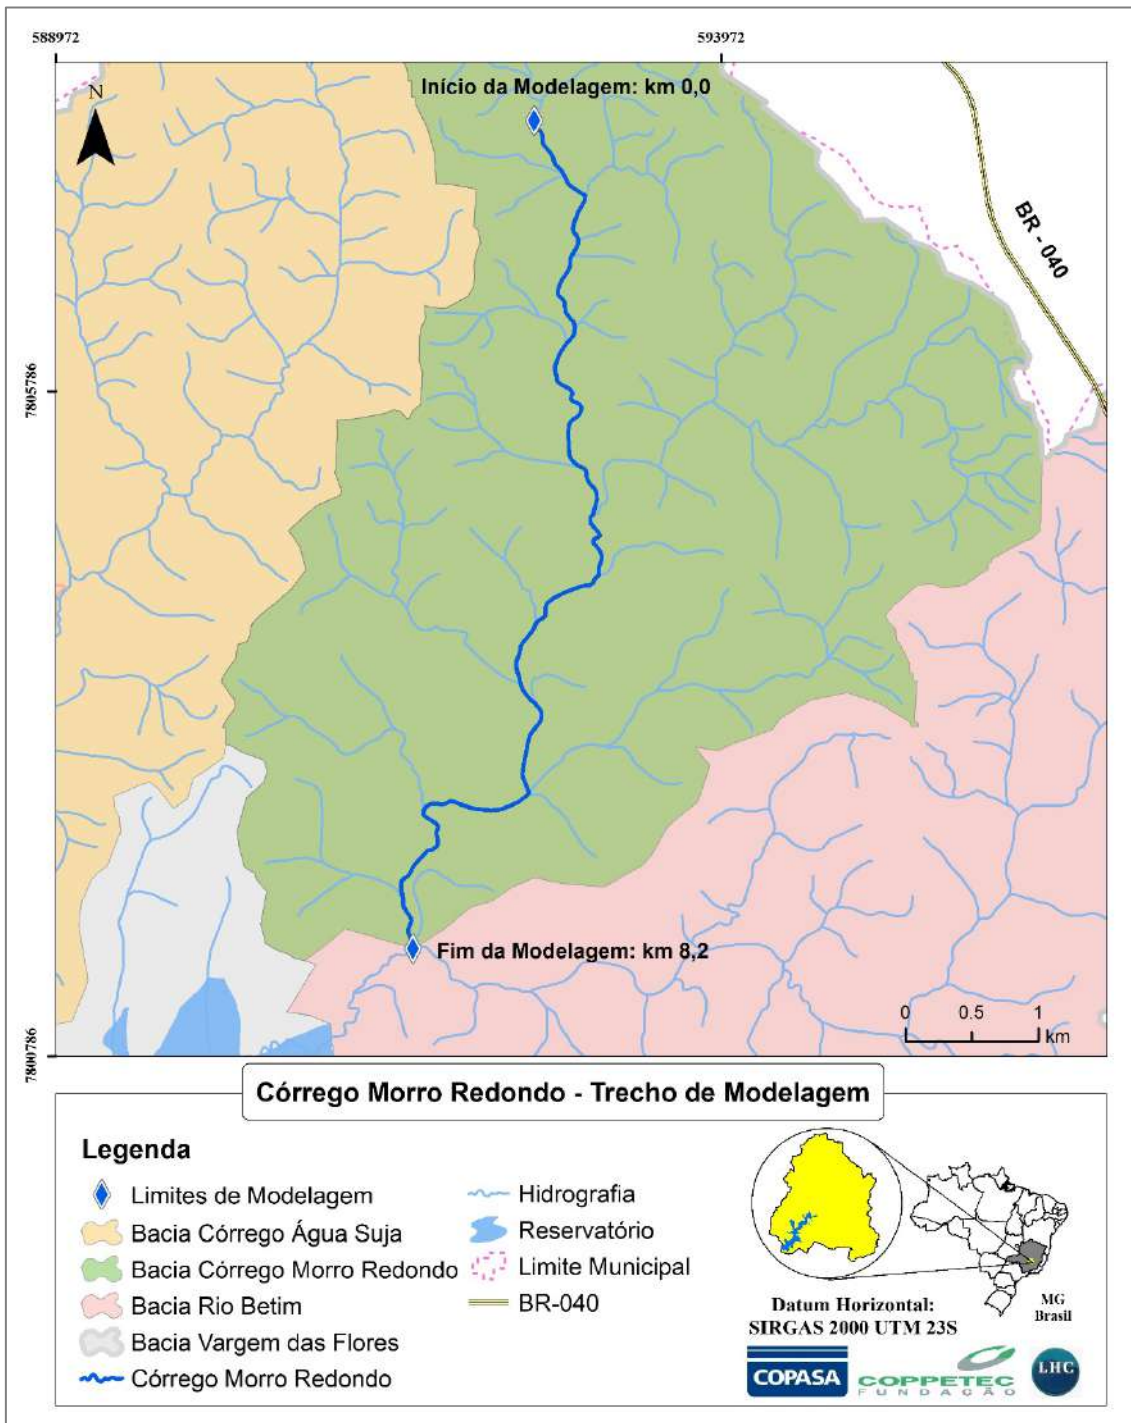 588972
593972
Início da Modelagem: km 0,0
N
BR - 040
7805786
Fim da Modelagem: km 8,2
0 0.5 1
km
7800786
Córrego Morro Redondo - Trecho de Modelagem
Legenda
Limites de Modelagem
Bacia Córrego Água Suja
Bacia Córrego Morro Redondo
Bacia Rio Betim
Bacia Vargem das Flores
Córrego Morro Redondo
Hidrografia
Reservatório
Limite Municipal
BR-040
MG
Brasil
Datum Horizontal:
SIRGAS 2000 UTM 23S
COPASA
COPPETEC
FUNDAÇÃO
LHC